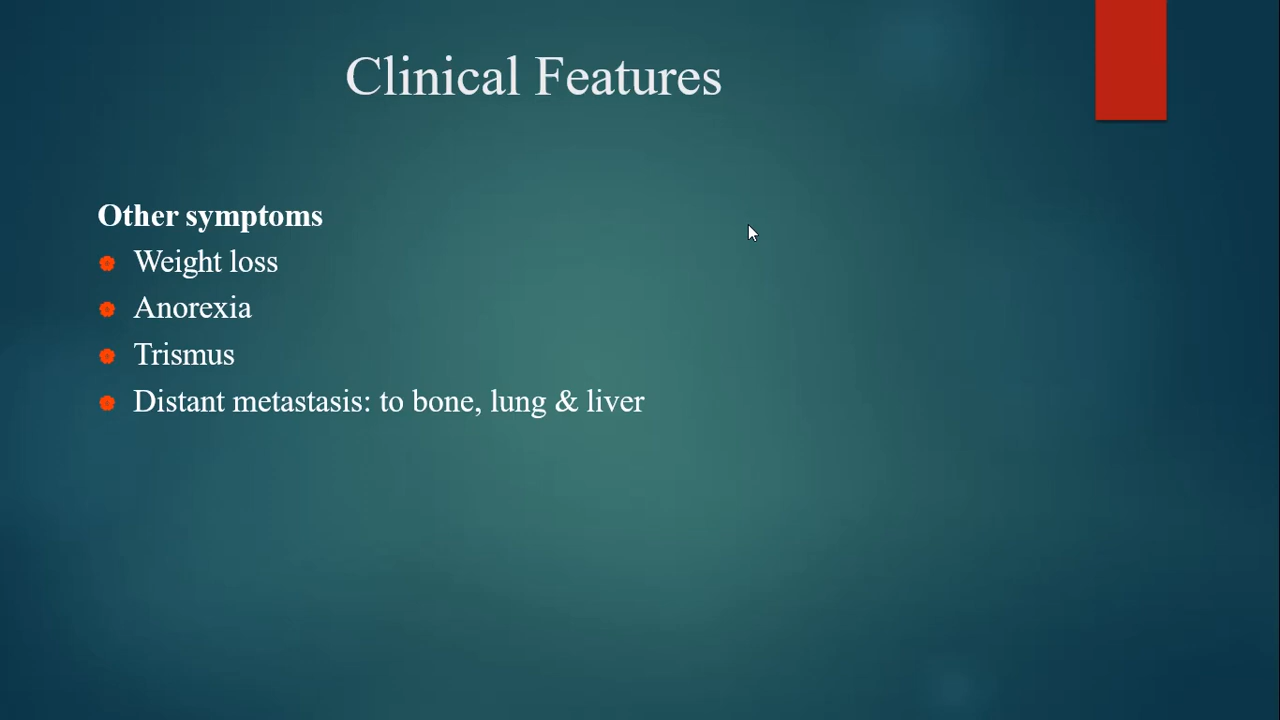 Clinical Features
Other symptoms
Weight loss
Anorexia
Trismus
Distant metastasis: to bone, lung & liver